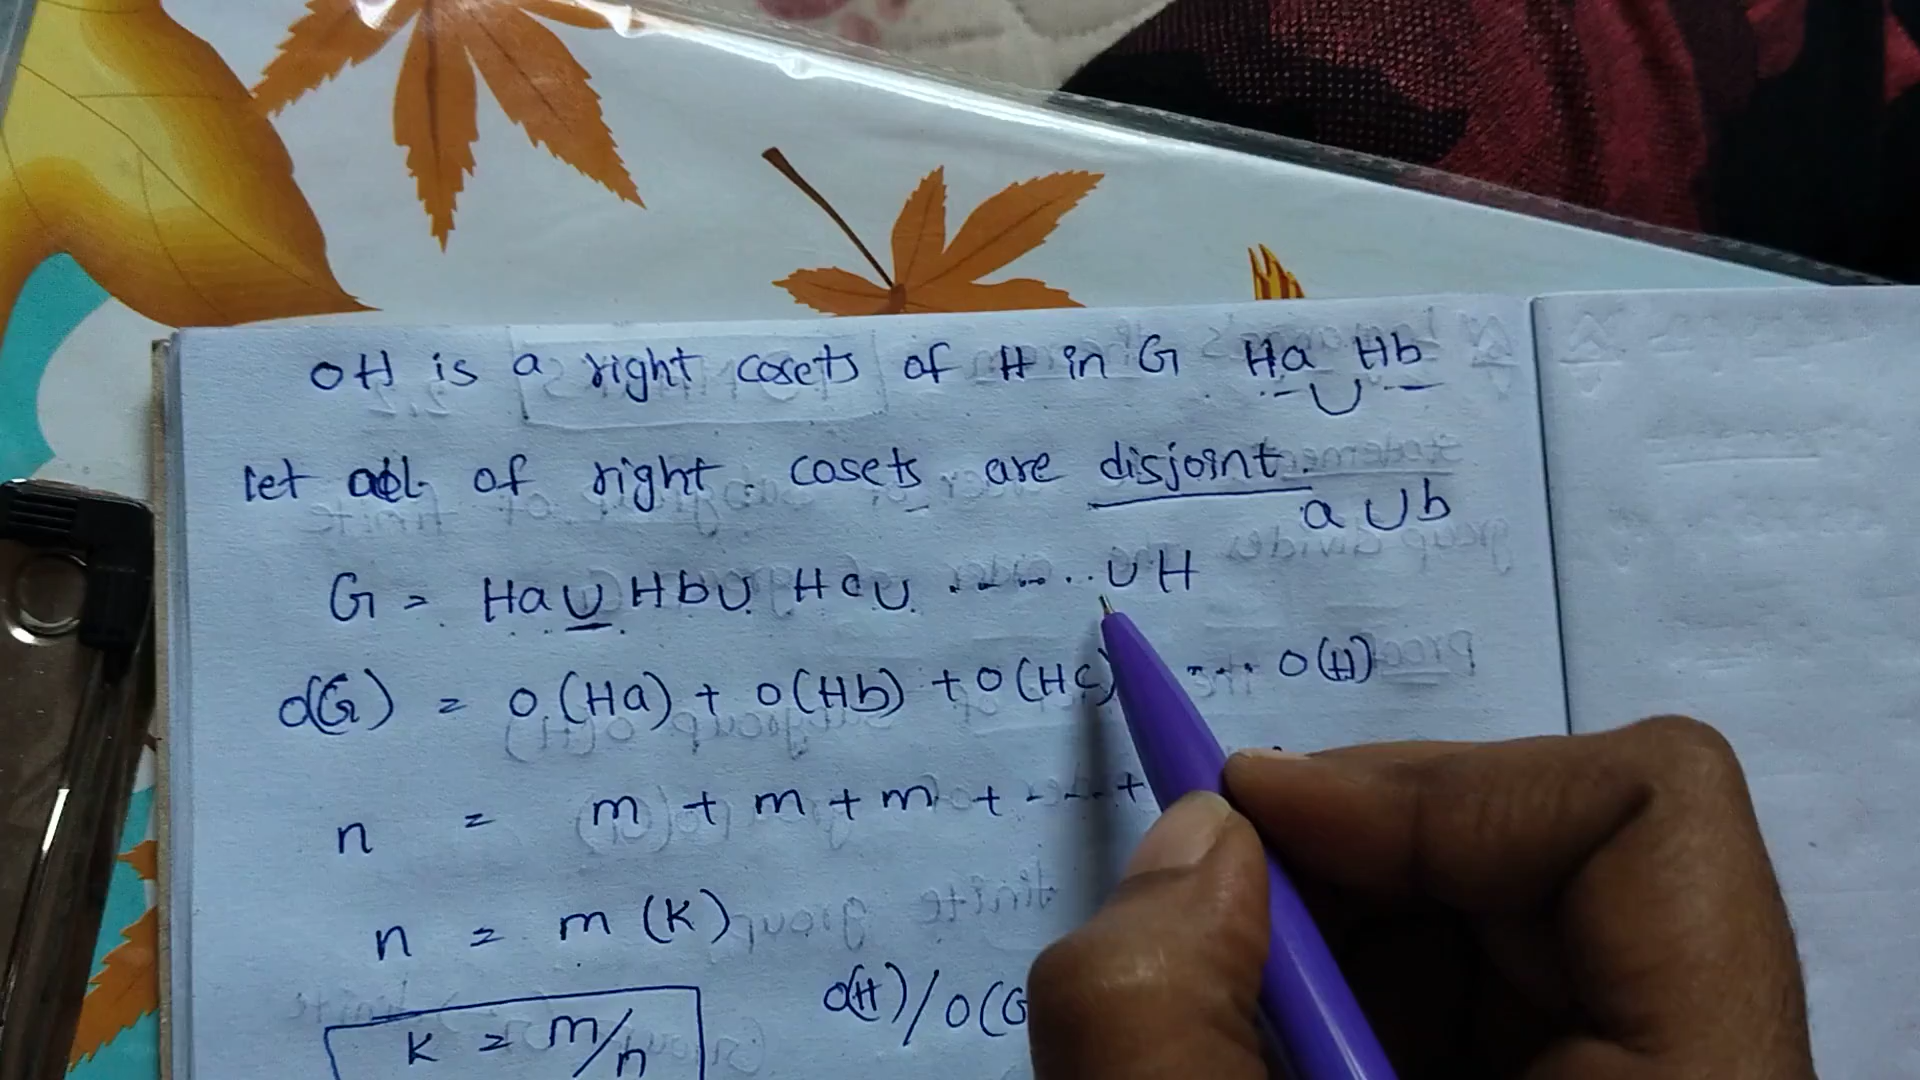 OH is a right cosets of H in G Ha Hb
∪
let all of right cosets are disjoint.
a ∪ b
G = Ha ∪ Hb ∪ Hc ∪ ----.. ∪ H
O(G) = O(Ha) + O(Hb) + O(Hc) --.. O(H)
n = m + m + m + ---- +
n = m (K)
O(H)/O(G
K = m/n